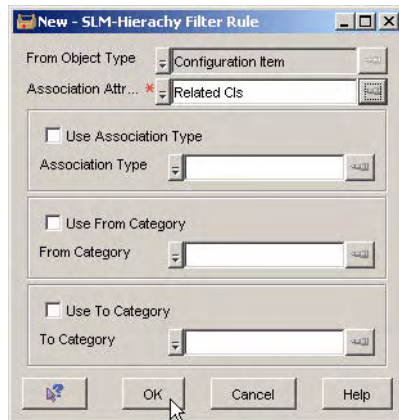 New - SLM-Hierachy Filter Rule
From Object Type Configuration Item
Association Attr... * Related CIs
Use Association Type
Association Type
Use From Category
From Category
Use To Category
To Category
? OK Cancel Help